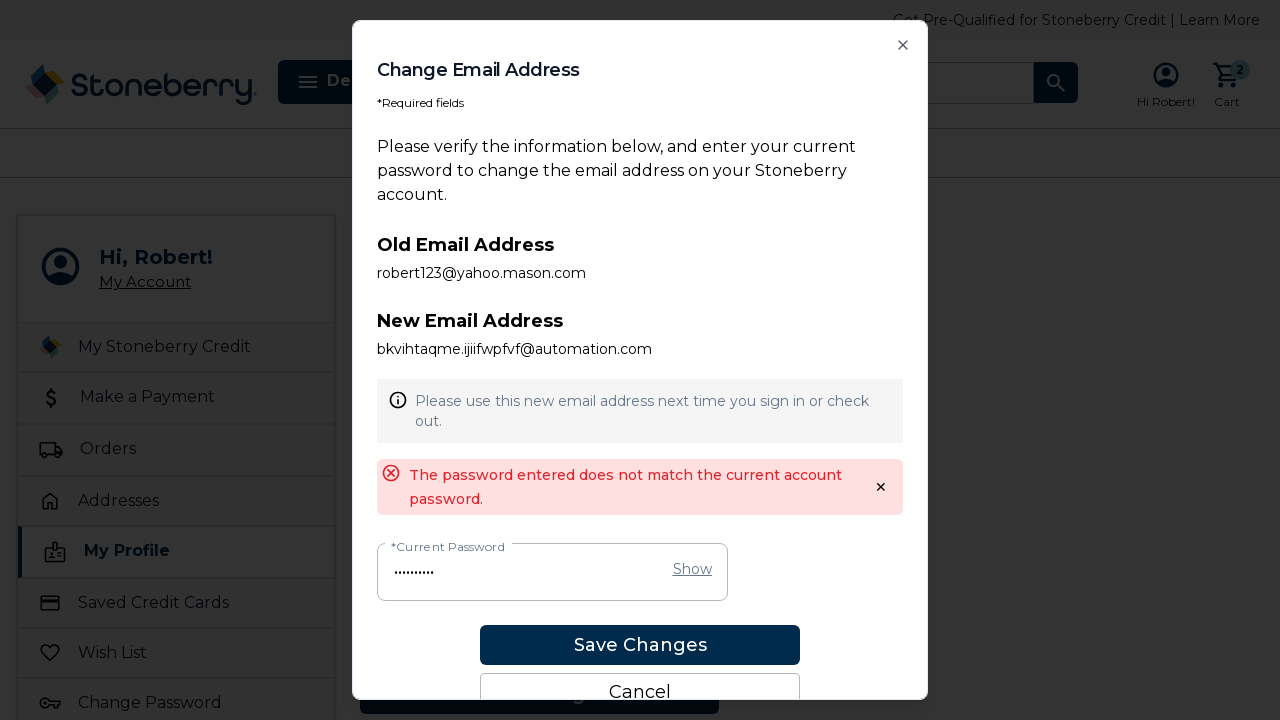 Get Pre-Qualified for Stoneberry Credit | Learn More
Stoneberry
De
Hi Robert!
2
Cart
Change Email Address
*Required fields
Please verify the information below, and enter your current
password to change the email address on your Stoneberry
account.
Old Email Address
robert123@yahoo.mason.com
New Email Address
bkvihtaqme.ijiifwpfvf@automation.com
Please use this new email address next time you sign in or check
out.
The password entered does not match the current account
password.
*Current Password
••••••••••
Show
Save Changes
Cancel
Hi, Robert!
My Account
My Stoneberry Credit
Make a Payment
Orders
Addresses
My Profile
Saved Credit Cards
Wish List
Change Password